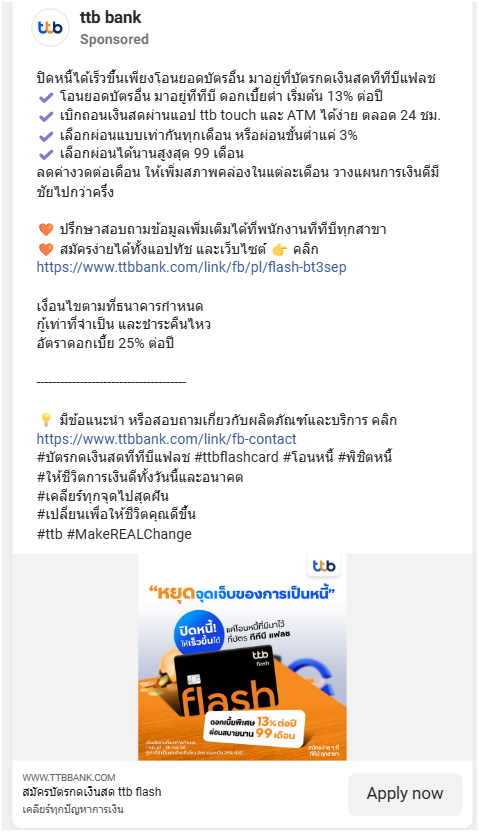 ttb
ttb bank
Sponsored
ปิดหนี้ได้เร็วขึ้นเพียงโอนยอดบัตรอื่น มาอยู่ที่บัตรกดเงินสดทีทีบีแฟลช
โอนยอดบัตรอื่น มาอยู่ทีทีบี ดอกเบี้ยต่ำ เริ่มต้น 13% ต่อปี
เบิกถอนเงินสดผ่านแอป ttb touch และ ATM ได้ง่าย ตลอด 24 ชม.
เลือกผ่อนแบบเท่ากันทุกเดือน หรือผ่อนขั้นต่ำแค่ 3%
เลือกผ่อนได้นานสูงสุด 99 เดือน
ลดค่างวดต่อเดือน ให้เพิ่มสภาพคล่องในแต่ละเดือน วางแผนการเงินดีมี
ชัยไปกว่าครึ่ง
ปรึกษาสอบถามข้อมูลเพิ่มเติมได้ที่พนักงานทีทีบีทุกสาขา
สมัครง่ายได้ทั้งแอปทัช และเว็บไซต์ 👉 คลิก
https://www.ttbbank.com/link/fb/pl/flash-bt3sep
เงื่อนไขตามที่ธนาคารกำหนด
กู้เท่าที่จำเป็น และชำระคืนไหว
อัตราดอกเบี้ย 25% ต่อปี
--------------------------------------
มีข้อแนะนำ หรือสอบถามเกี่ยวกับผลิตภัณฑ์และบริการ คลิก
https://www.ttbbank.com/link/fb-contact
#บัตรกดเงินสดทีทีบีแฟลช #ttbflashcard #โอนหนี้ #พิชิตหนี้
#ให้ชีวิตการเงินดีทั้งวันนี้และอนาคต
#เคลียร์ทุกจุดไปสุดฝัน
#เปลี่ยนเพื่อให้ชีวิตคุณดีขึ้น
#ttb #MakeREALChange
ttb
"หยุดจุดเจ็บของการเป็นหนี้"
ปิดหนี้!
ให้เร็วขึ้นได้
แค่โอนหนี้ที่มีมาไว้
ที่บัตร ทีทีบี แฟลช
ttb
flash
flash
ดอกเบี้ยพิเศษ 13% ต่อปี
ผ่อนสบายนาน 99 เดือน
สมัครง่าย ๆ ที่
ทีทีบี ทุกสาขา
WWW.TTBBANK.COM
สมัครบัตรกดเงินสด ttb flash
เคลียร์ทุกปัญหาการเงิน
Apply now